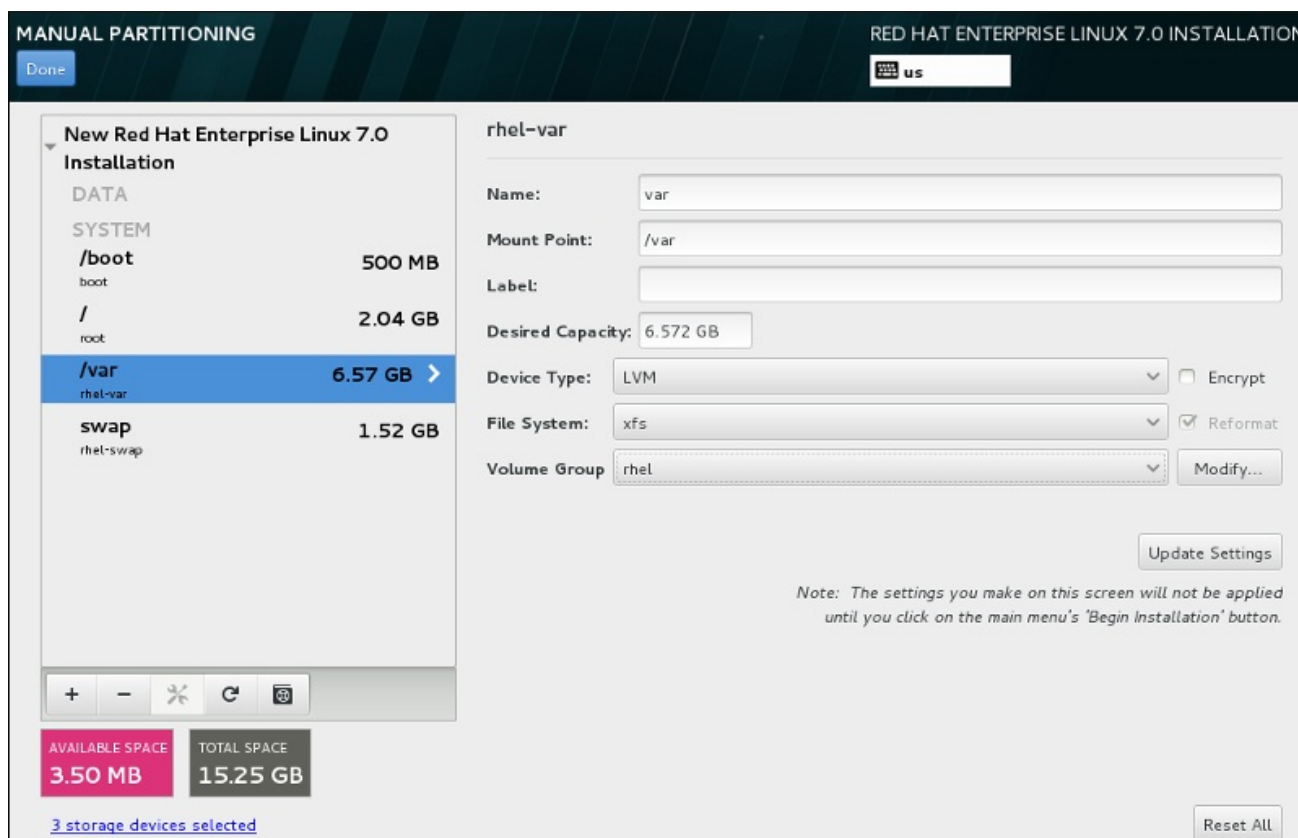 MANUAL PARTITIONING
RED HAT ENTERPRISE LINUX 7.0 INSTALLATION
Done
us
New Red Hat Enterprise Linux 7.0
Installation
DATA
SYSTEM
/boot 500 MB
boot
/ 2.04 GB
root
/var 6.57 GB
rhel-var
swap 1.52 GB
rhel-swap
AVAILABLE SPACE
3.50 MB
TOTAL SPACE
15.25 GB
3 storage devices selected
rhel-var
Name: var
Mount Point: /var
Label:
Desired Capacity: 6.572 GB
Device Type: LVM Encrypt
File System: xfs Reformat
Volume Group rhel Modify...
Update Settings
Note: The settings you make on this screen will not be applied
until you click on the main menu's 'Begin Installation' button.
Reset All